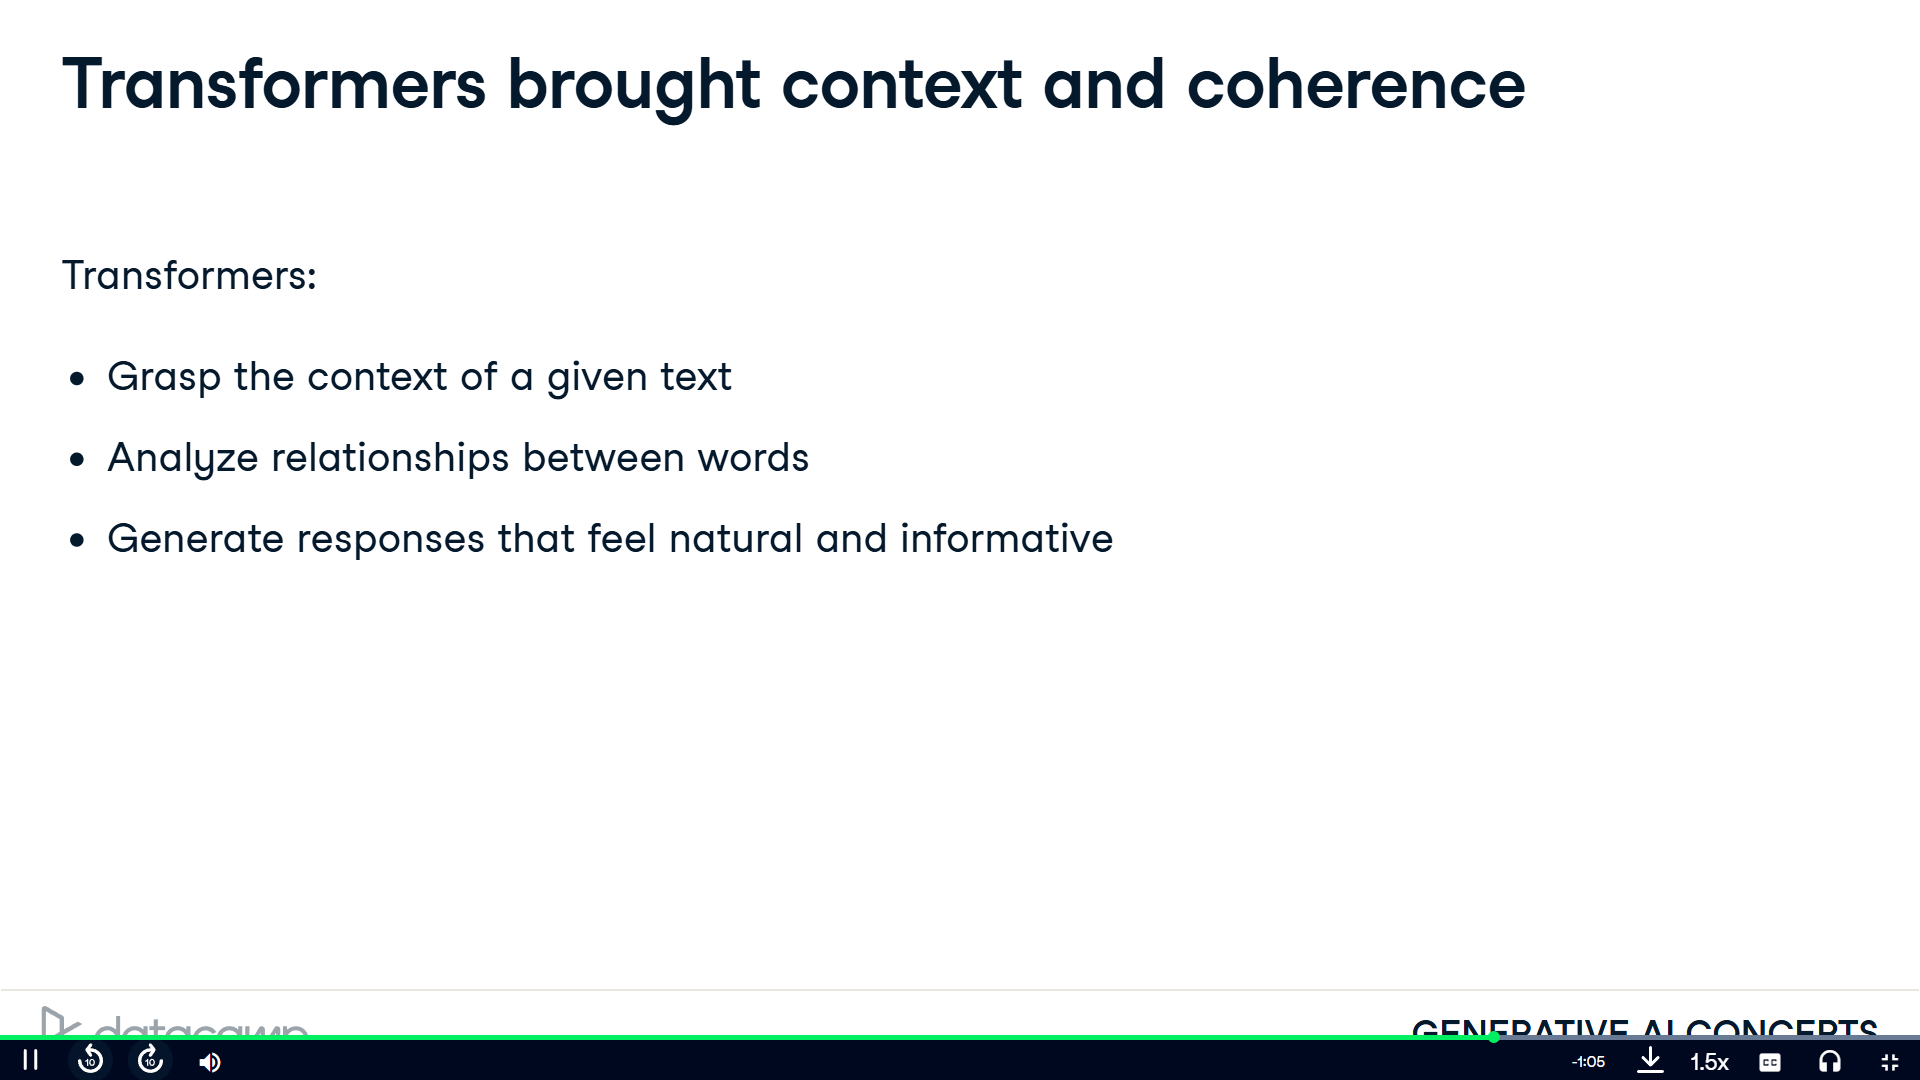 Transformers brought context and coherence
Transformers:
• Grasp the context of a given text
• Analyze relationships between words
• Generate responses that feel natural and informative
datacamp
GENERATIVE AI CONCEPTS
10
10
-1:05
1.5x
CC